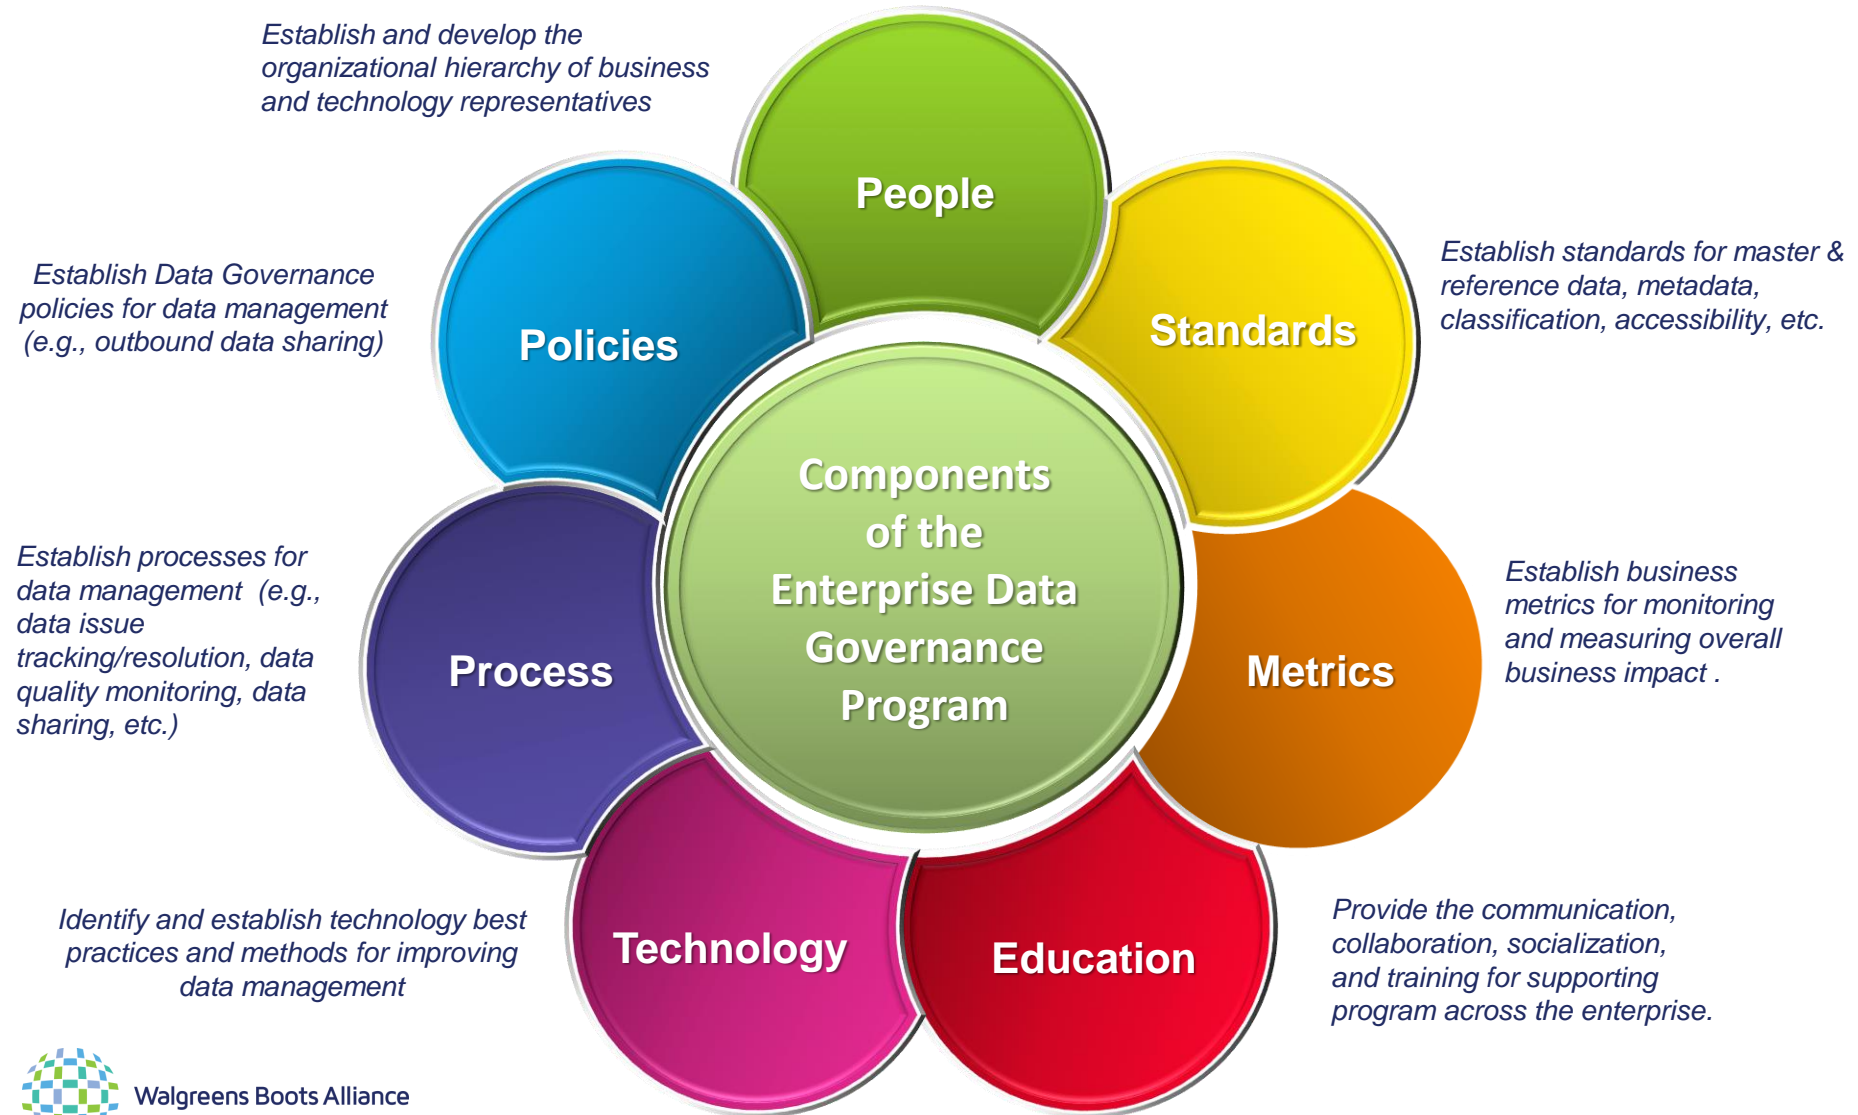 Establish and develop the
organizational hierarchy of business
and technology representatives
People
Establish Data Governance
policies for data management
(e.g., outbound data sharing)
Policies
Standards
Establish standards for master &
reference data, metadata,
classification, accessibility, etc.
Components
of the
Enterprise Data
Governance
Program
Establish processes for
data management (e.g.,
data issue
tracking/resolution, data
quality monitoring, data
sharing, etc.)
Process
Metrics
Establish business
metrics for monitoring
and measuring overall
business impact .
Identify and establish technology best
practices and methods for improving
data management
Technology
Education
Provide the communication,
collaboration, socialization,
and training for supporting
program across the enterprise.
Walgreens Boots Alliance